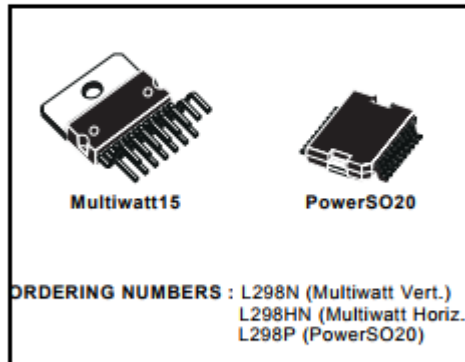 Multiwatt15 PowerSO20
ORDERING NUMBERS : L298N (Multiwatt Vert.)
L298HN (Multiwatt Horiz.
L298P (PowerSO20)